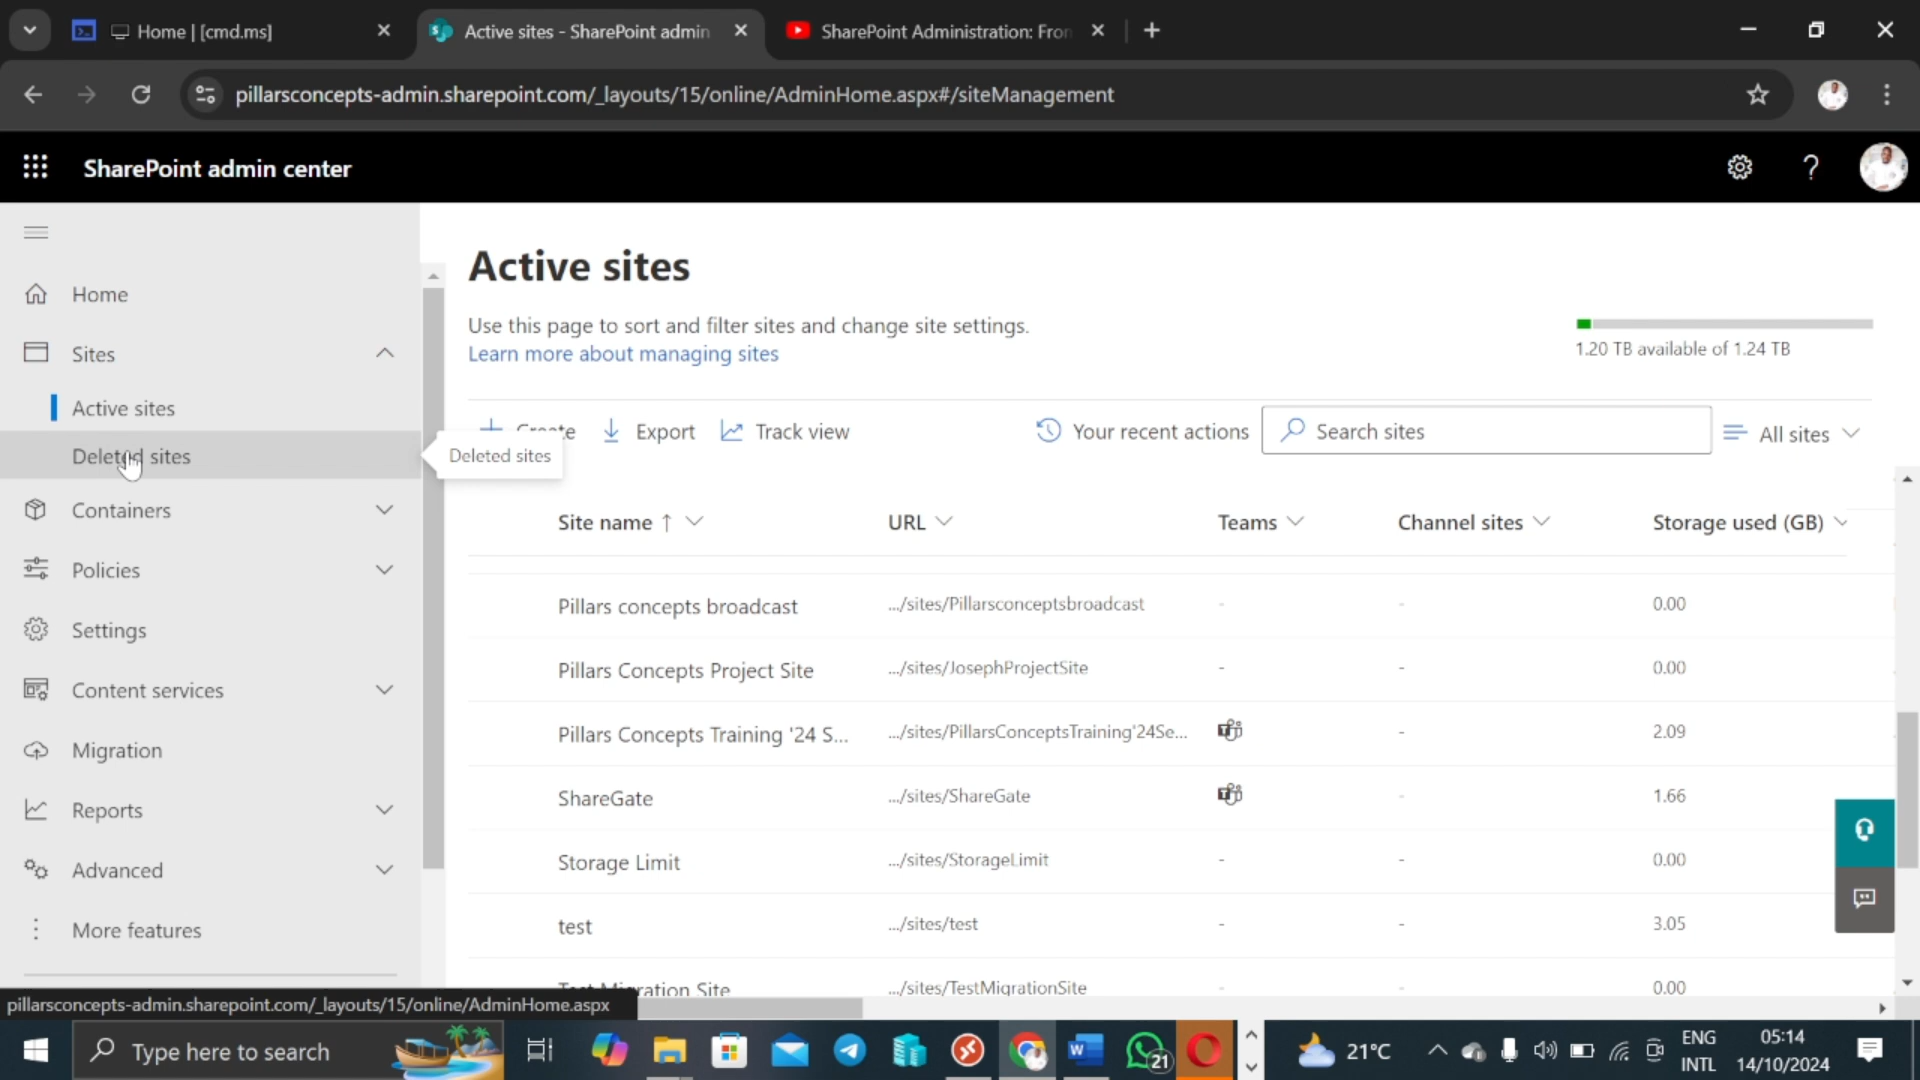 Home | [cmd.ms]
Active sites - SharePoint admin
SharePoint Administration: Fron
pillarsconcepts-admin.sharepoint.com/_layouts/15/online/AdminHome.aspx#/siteManagement
SharePoint admin center
Home
Sites
Active sites
Deleted sites
Containers
Policies
Settings
Content services
Migration
Reports
Advanced
More features
Deleted sites
Active sites
Use this page to sort and filter sites and change site settings.
Learn more about managing sites
1.20 TB available of 1.24 TB
Create Export Track view Your recent actions Search sites All sites
Site name ↑ URL Teams Channel sites Storage used (GB)
Pillars concepts broadcast .../sites/Pillarsconceptsbroadcast - - 0.00
Pillars Concepts Project Site .../sites/JosephProjectSite - - 0.00
Pillars Concepts Training '24 S... .../sites/PillarsConceptsTraining'24Se... - 2.09
ShareGate .../sites/ShareGate - 1.66
Storage Limit .../sites/StorageLimit - - 0.00
test .../sites/test - - 3.05
Test Migration Site .../sites/TestMigrationSite - - 0.00
pillarsconcepts-admin.sharepoint.com/_layouts/15/online/AdminHome.aspx
Type here to search
21
21°C
ENG
INTL
05:14
14/10/2024